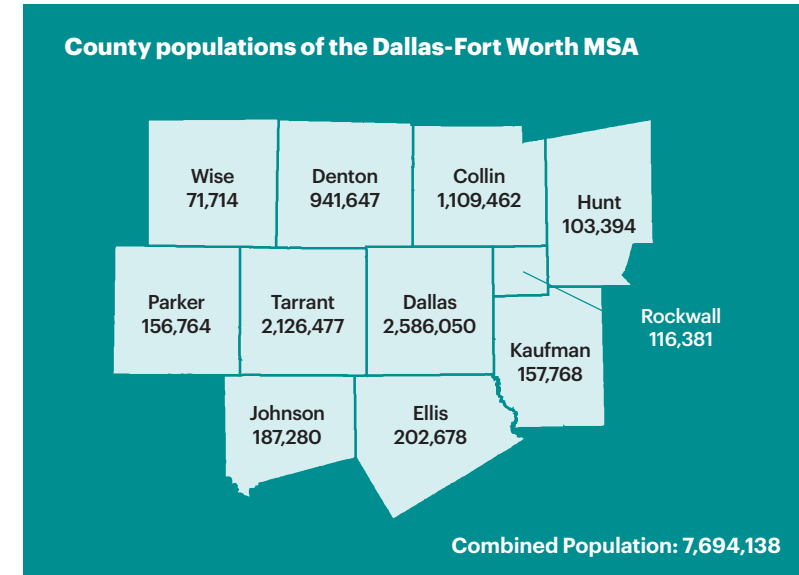 County populations of the Dallas-Fort Worth MSA
Wise
71,714
Denton
941,647
Collin
1,109,462
Hunt
103,394
Parker
156,764
Tarrant
2,126,477
Dallas
2,586,050
Rockwall
116,381
Kaufman
157,768
Johnson
187,280
Ellis
202,678
Combined Population: 7,694,138